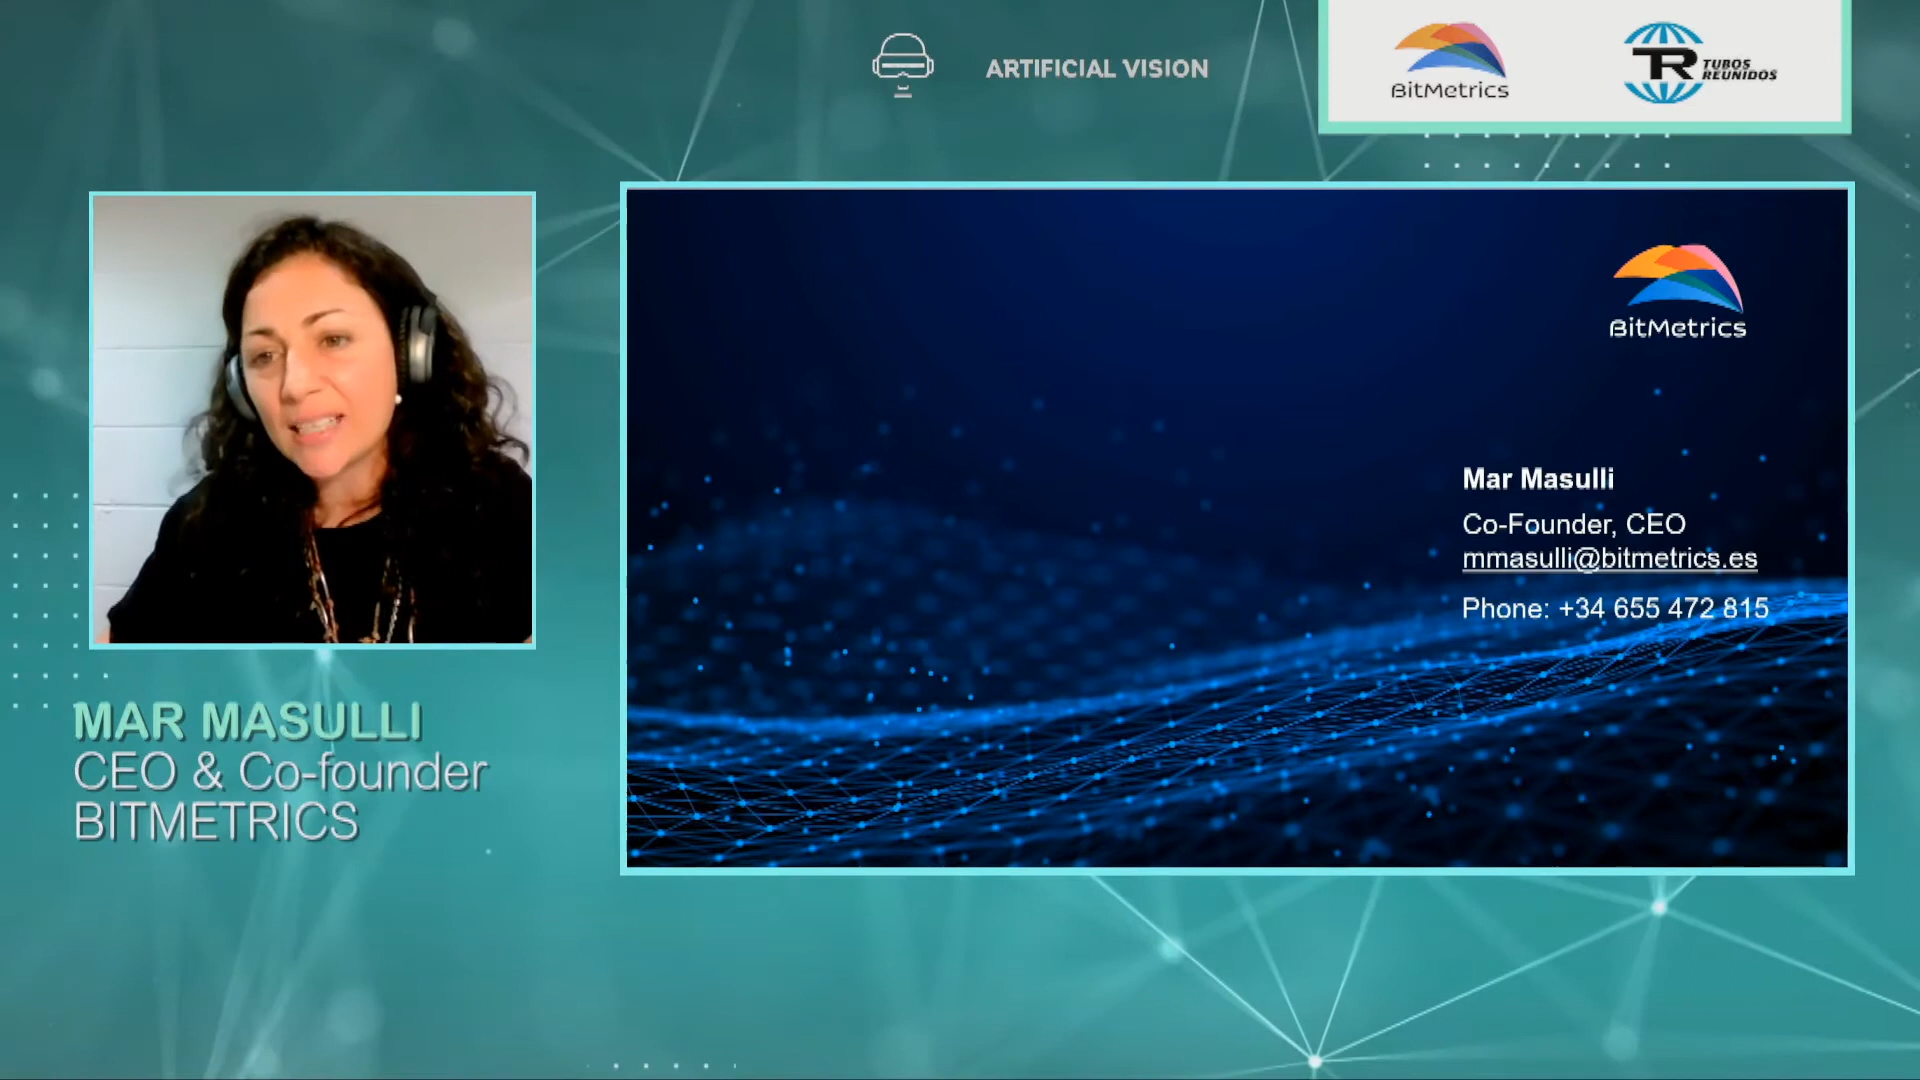 ARTIFICIAL VISION
BitMetrics
TR TUBOS
REUNIDOS
BitMetrics
Mar Masulli
Co-Founder, CEO
mmasulli@bitmetrics.es
Phone: +34 655 472 815
MAR MASULLI
CEO & Co-founder
BITMETRICS